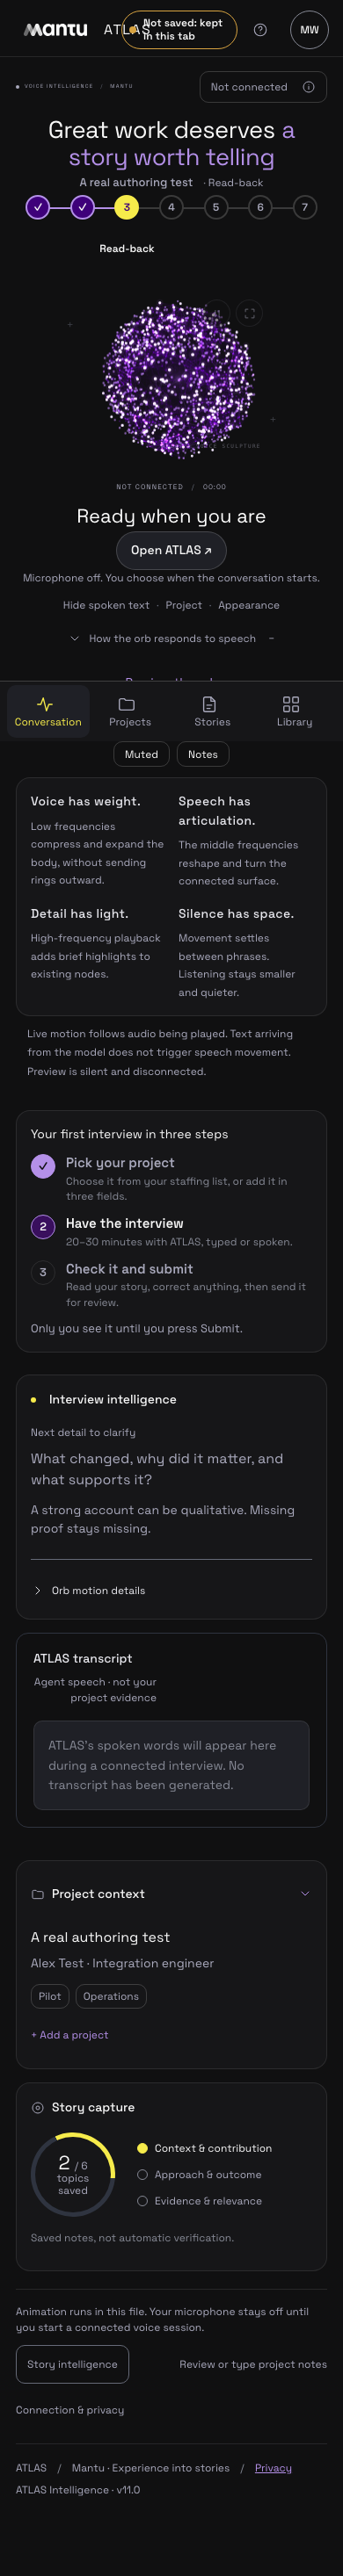 mantu ATLAS
Not saved: kept
in this tab
MW
VOICE INTELLIGENCE / MANTU
Not connected
Great work deserves a
story worth telling
A real authoring test · Read-back
3 4 5 6 7
Read-back
SCULPTURE
NOT CONNECTED / 00:00
Ready when you are
Open ATLAS ↗
Microphone off. You choose when the conversation starts.
Hide spoken text · Project · Appearance
How the orb responds to speech –
Conversation Projects Stories Library
Muted Notes
Voice has weight.
Low frequencies
compress and expand the
body, without sending
rings outward.
Speech has
articulation.
The middle frequencies
reshape and turn the
connected surface.
Detail has light.
High-frequency playback
adds brief highlights to
existing nodes.
Silence has space.
Movement settles
between phrases.
Listening stays smaller
and quieter.
Live motion follows audio being played. Text arriving
from the model does not trigger speech movement.
Preview is silent and disconnected.
Your first interview in three steps
Pick your project
Choose it from your staffing list, or add it in
three fields.
2 Have the interview
20–30 minutes with ATLAS, typed or spoken.
3 Check it and submit
Read your story, correct anything, then send it
for review.
Only you see it until you press Submit.
Interview intelligence
Next detail to clarify
What changed, why did it matter, and
what supports it?
A strong account can be qualitative. Missing
proof stays missing.
Orb motion details
ATLAS transcript
Agent speech · not your
project evidence
ATLAS's spoken words will appear here
during a connected interview. No
transcript has been generated.
Project context
A real authoring test
Alex Test · Integration engineer
Pilot Operations
+ Add a project
Story capture
2 / 6
topics
saved
Context & contribution
Approach & outcome
Evidence & relevance
Saved notes, not automatic verification.
Animation runs in this file. Your microphone stays off until
you start a connected voice session.
Story intelligence
Review or type project notes
Connection & privacy
ATLAS / Mantu · Experience into stories / Privacy
ATLAS Intelligence · v11.0